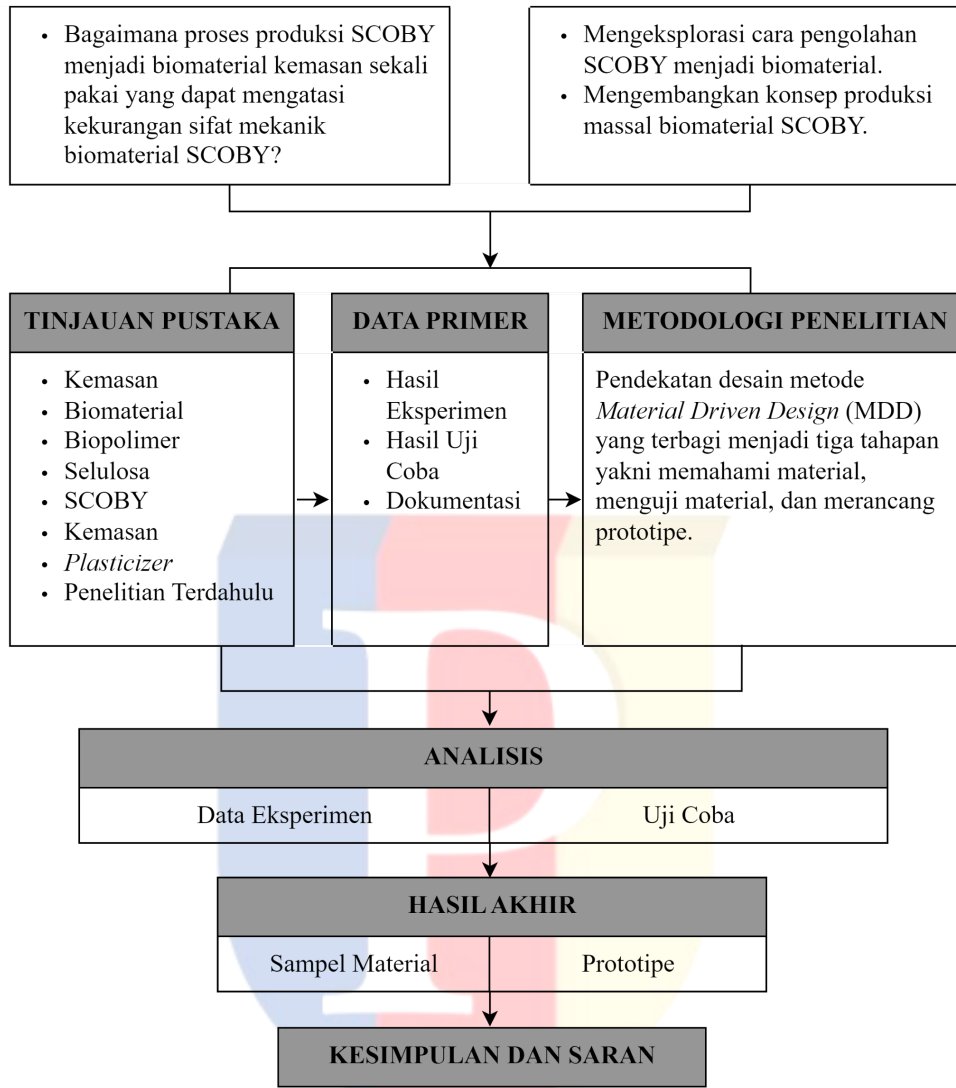 • Bagaimana proses produksi SCOBY
menjadi biomaterial kemasan sekali
pakai yang dapat mengatasi
kekurangan sifat mekanik
biomaterial SCOBY?
• Mengeksplorasi cara pengolahan
SCOBY menjadi biomaterial.
• Mengembangkan konsep produksi
massal biomaterial SCOBY.
TINJAUAN PUSTAKA
• Kemasan
• Biomaterial
• Biopolimer
• Selulosa
• SCOBY
• Kemasan
• Plasticizer
• Penelitian Terdahulu
DATA PRIMER
• Hasil
Eksperimen
• Hasil Uji
Coba
• Dokumentasi
METODOLOGI PENELITIAN
Pendekatan desain metode
Material Driven Design (MDD)
yang terbagi menjadi tiga tahapan
yakni memahami material,
menguji material, dan merancang
prototipe.
ANALISIS
Data Eksperimen
Uji Coba
HASIL AKHIR
Sampel Material
Prototipe
KESIMPULAN DAN SARAN